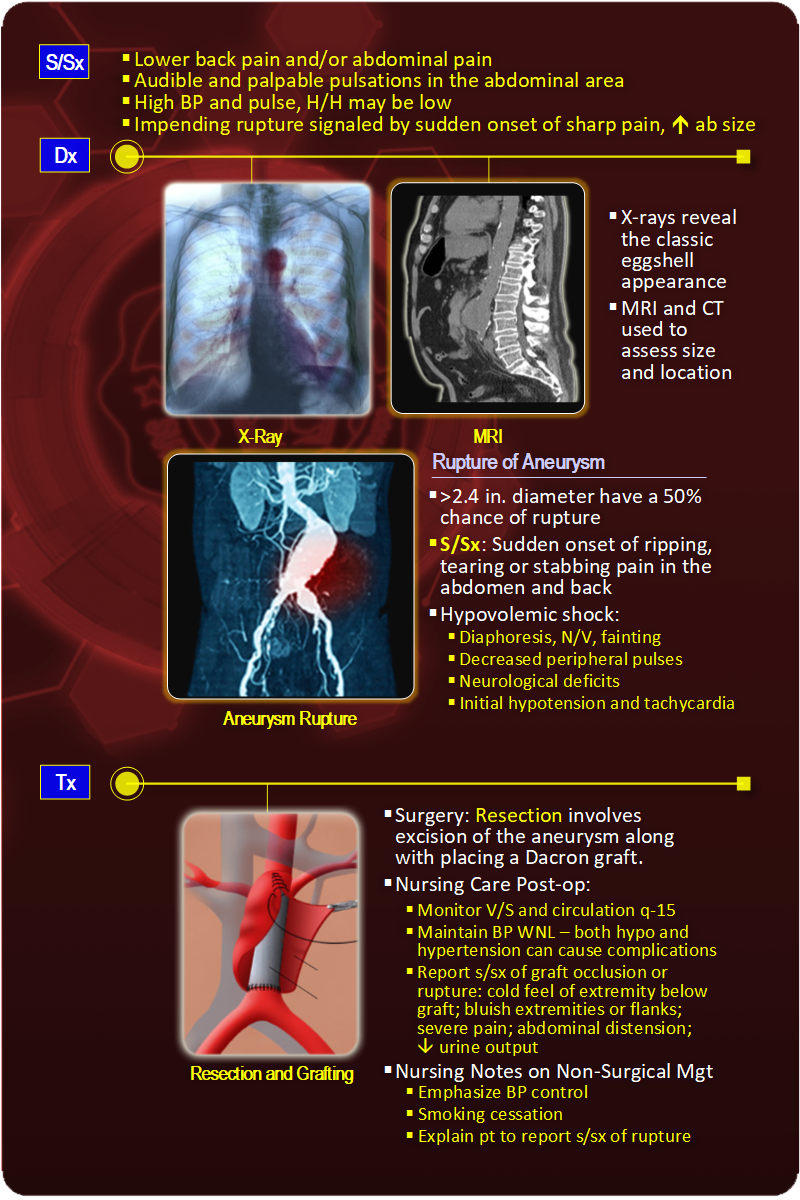 S/Sx
▪ Lower back pain and/or abdominal pain
▪ Audible and palpable pulsations in the abdominal area
▪ High BP and pulse, H/H may be low
▪ Impending rupture signaled by sudden onset of sharp pain, ↑ ab size
Dx
▪ X-rays reveal
the classic
eggshell
appearance
▪ MRI and CT
used to
assess size
and location
X-Ray
MRI
Rupture of Aneurysm
▪ >2.4 in. diameter have a 50%
chance of rupture
▪ S/Sx: Sudden onset of ripping,
tearing or stabbing pain in the
abdomen and back
▪ Hypovolemic shock:
▪ Diaphoresis, N/V, fainting
▪ Decreased peripheral pulses
▪ Neurological deficits
▪ Initial hypotension and tachycardia
Aneurysm Rupture
Tx
▪ Surgery: Resection involves
excision of the aneurysm along
with placing a Dacron graft.
▪ Nursing Care Post-op:
▪ Monitor V/S and circulation q-15
▪ Maintain BP WNL – both hypo and
hypertension can cause complications
▪ Report s/sx of graft occlusion or
rupture: cold feel of extremity below
graft; bluish extremities or flanks;
severe pain; abdominal distension;
↓ urine output
Resection and Grafting
▪ Nursing Notes on Non-Surgical Mgt
▪ Emphasize BP control
▪ Smoking cessation
▪ Explain pt to report s/sx of rupture